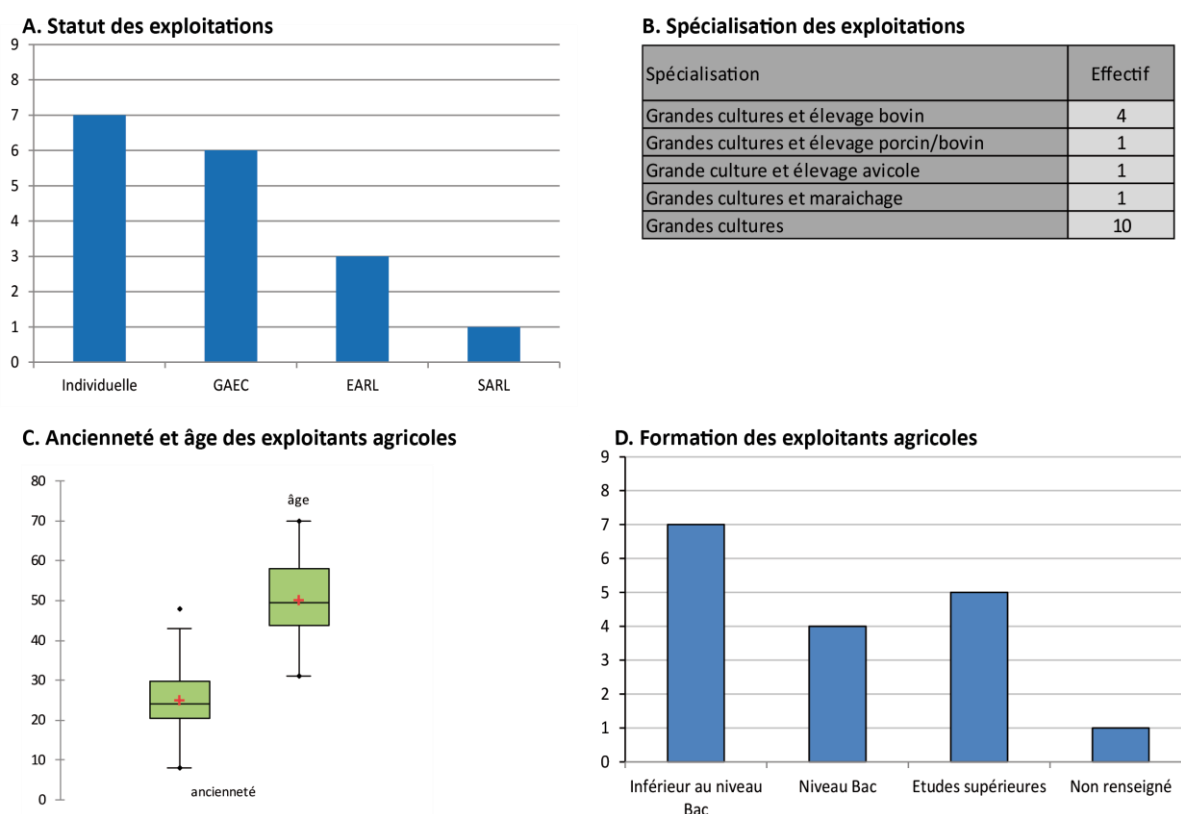 A. Statut des exploitations
9
8
7
6
5
4
3
2
1
0
Individuelle GAEC EARL SARL
B. Spécialisation des exploitations
Spécialisation Effectif
Grandes cultures et élevage bovin 4
Grandes cultures et élevage porcin/bovin 1
Grande culture et élevage avicole 1
Grandes cultures et maraichage 1
Grandes cultures 10
C. Ancienneté et âge des exploitants agricoles
80
70
60
50
40
30
20
10
0
âge
ancienneté
D. Formation des exploitants agricoles
9
8
7
6
5
4
3
2
1
0
Inférieur au niveau Niveau Bac Etudes supérieures Non renseigné
Bac